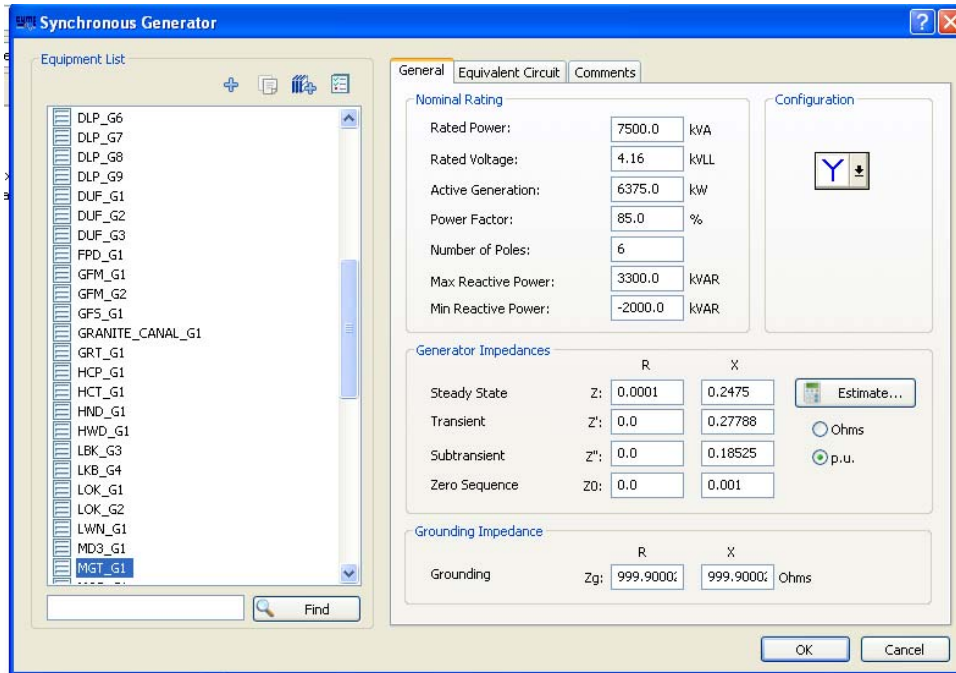 Synchronous Generator
Equipment List
DLP_G6
DLP_G7
DLP_G8
DLP_G9
DUF_G1
DUF_G2
DUF_G3
FPD_G1
GFM_G1
GFM_G2
GFS_G1
GRANITE_CANAL_G1
GRT_G1
HCP_G1
HCT_G1
HND_G1
HWD_G1
LBK_G3
LKB_G4
LOK_G1
LOK_G2
LWN_G1
MD3_G1
MGT_G1
Find
General Equivalent Circuit Comments
Nominal Rating
Rated Power: 7500.0 kVA
Rated Voltage: 4.16 kVLL
Active Generation: 6375.0 kW
Power Factor: 85.0 %
Number of Poles: 6
Max Reactive Power: 3300.0 kVAR
Min Reactive Power: -2000.0 kVAR
Configuration
Y
Generator Impedances
R X
Steady State Z: 0.0001 0.2475
Transient Z': 0.0 0.27788
Subtransient Z'': 0.0 0.18525
Zero Sequence Z0: 0.0 0.001
Estimate...
Ohms
p.u.
Grounding Impedance
R X
Grounding Zg: 999.9000 999.9000 Ohms
OK Cancel